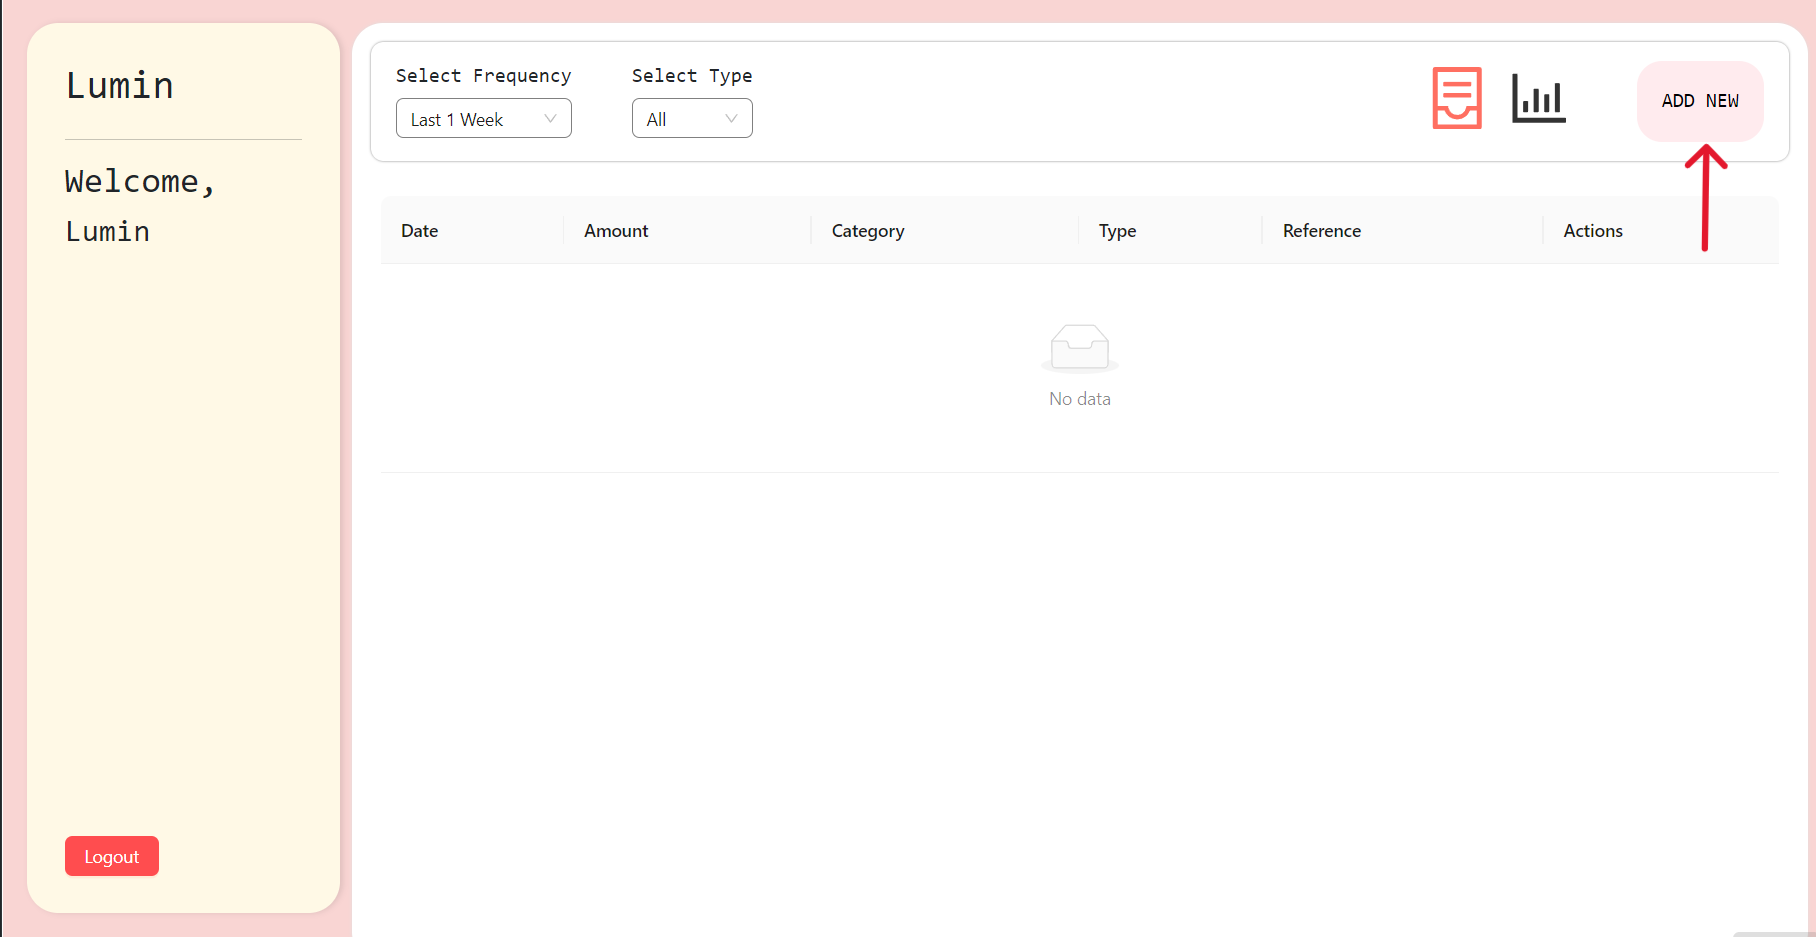 Lumin
Welcome,
Lumin
Logout
Select Frequency
Last 1 Week
Select Type
All
ADD NEW
Date Amount Category Type Reference Actions
No data